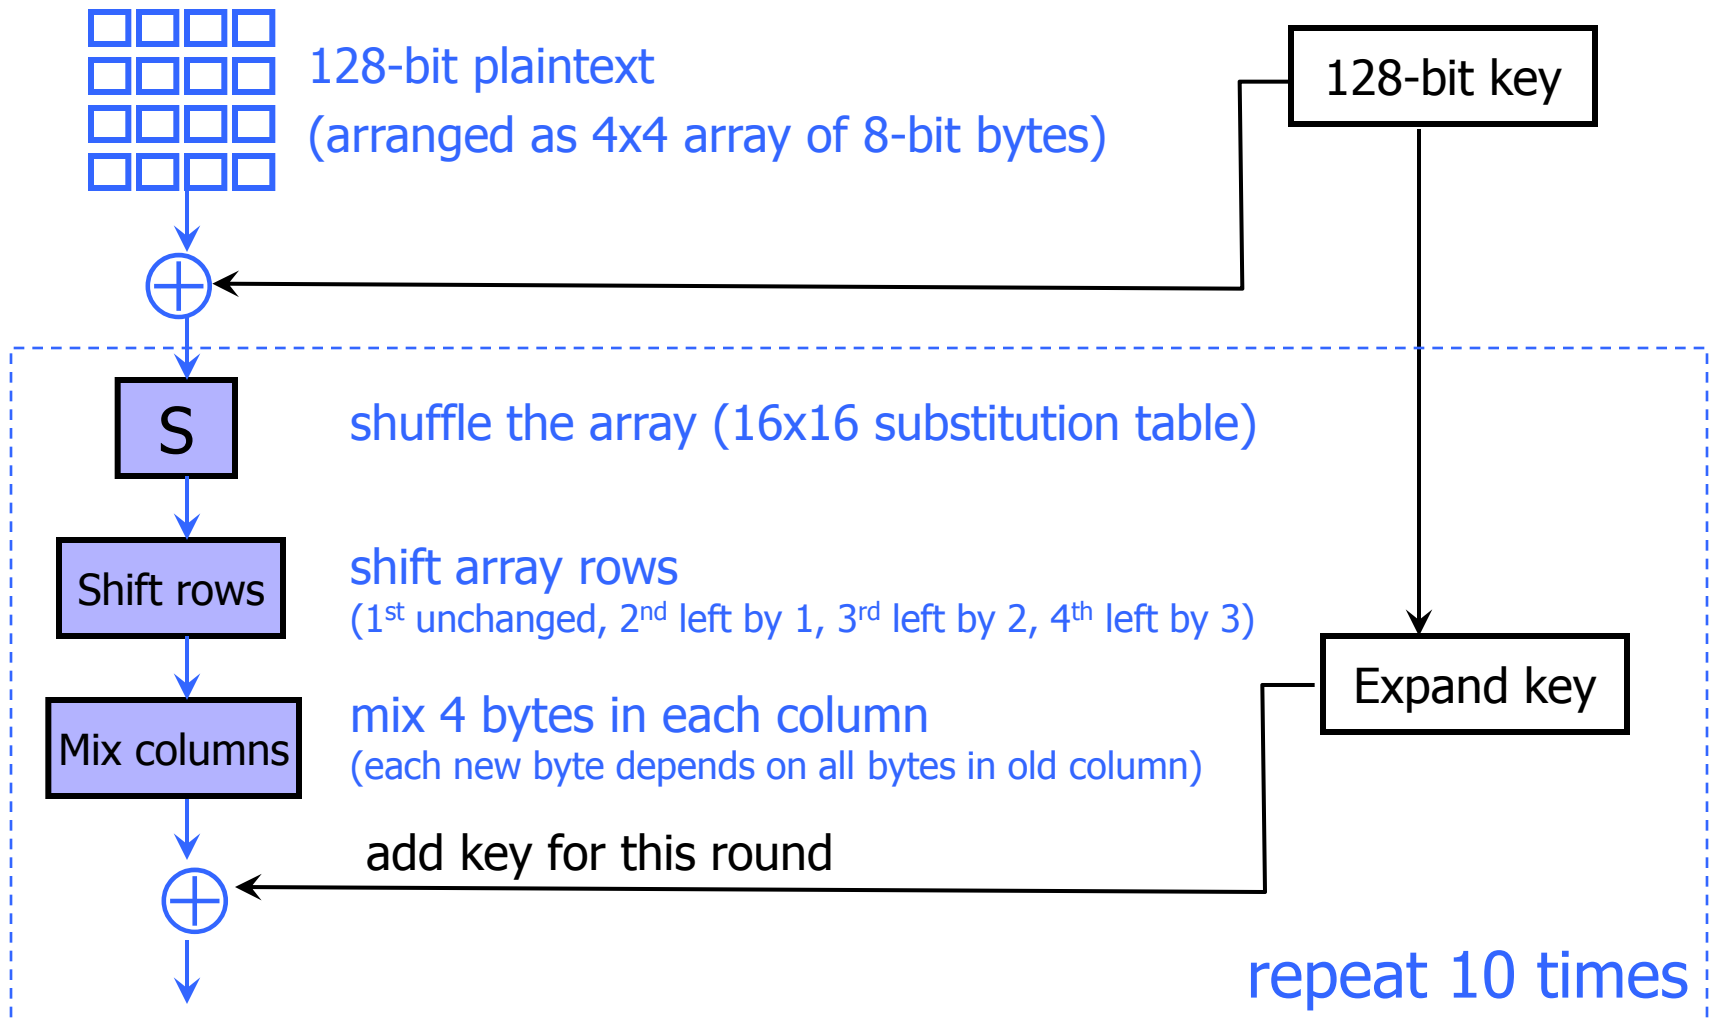 128-bit plaintext
(arranged as 4x4 array of 8-bit bytes)
128-bit key
S
shuffle the array (16x16 substitution table)
Shift rows
shift array rows
(1st unchanged, 2nd left by 1, 3rd left by 2, 4th left by 3)
Expand key
Mix columns
mix 4 bytes in each column
(each new byte depends on all bytes in old column)
add key for this round
repeat 10 times